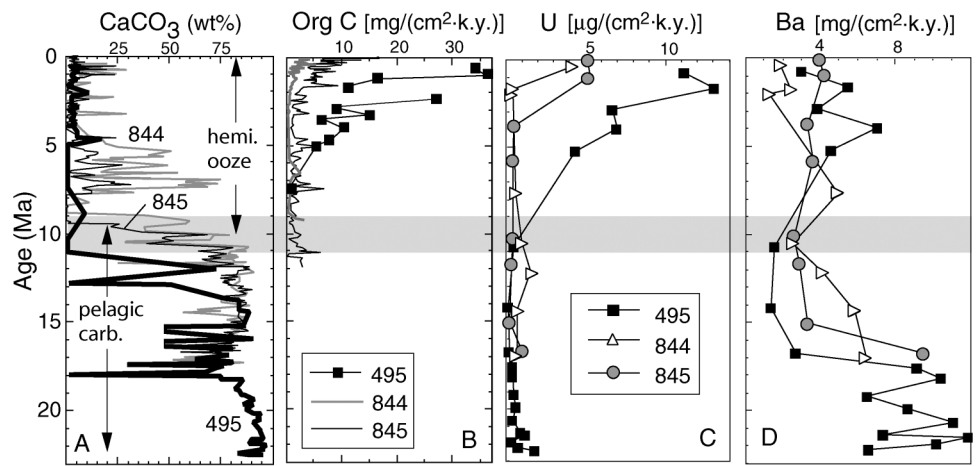 CaCO3 (wt%)
25 50 75
Org C [mg/(cm2·k.y.)]
10 20 30
U [µg/(cm2·k.y.)]
5 10
Ba [mg/(cm2·k.y.)]
4 8
Age (Ma)
0
5
10
15
20
844
hemi.
ooze
845
pelagic
carb.
495
A
495
844
845
B
495
844
845
C
D